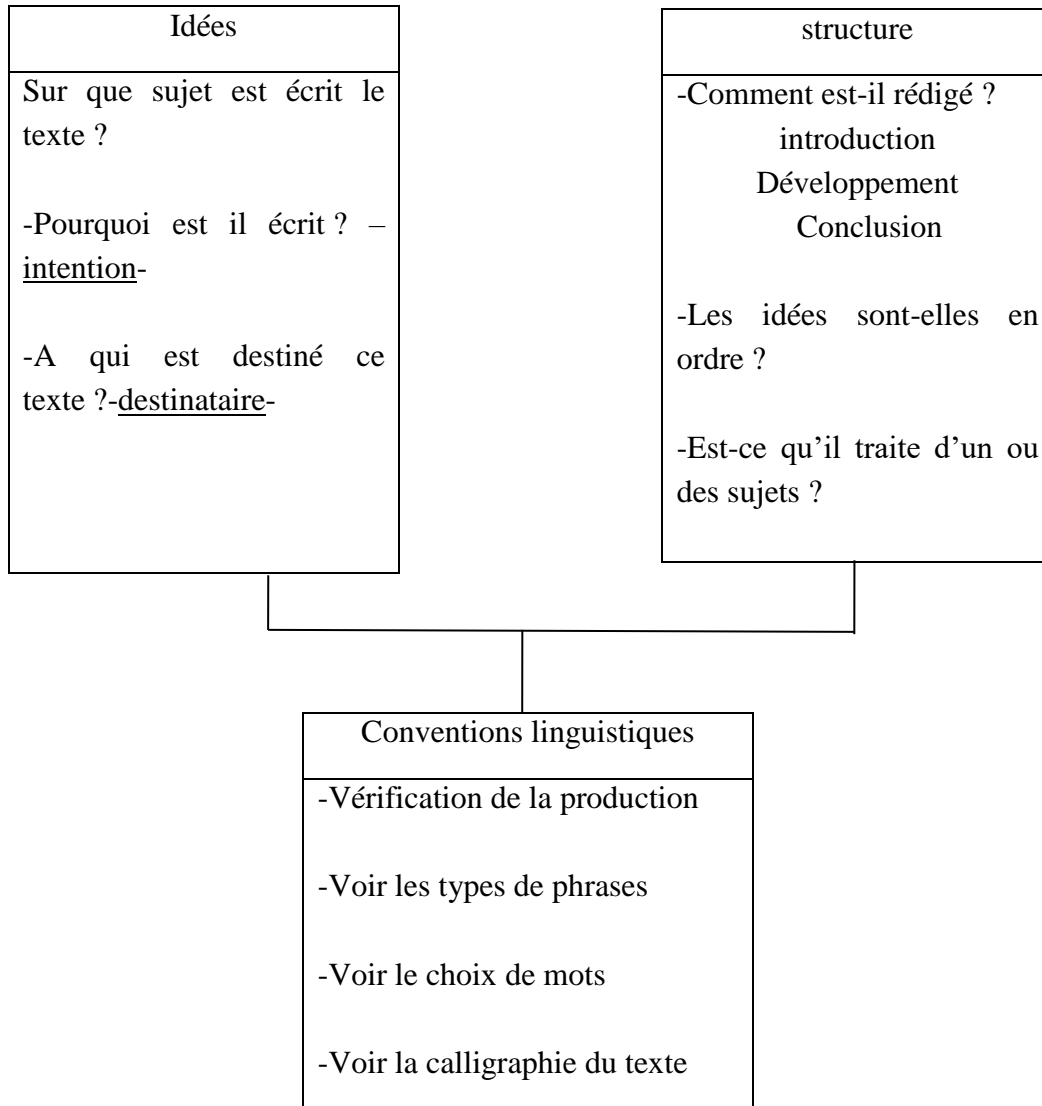 Idées
Sur que sujet est écrit le
texte ?
-Pourquoi est il écrit ? –
intention-
-A qui est destiné ce
texte ?-destinataire-
structure
-Comment est-il rédigé ?
introduction
Développement
Conclusion
-Les idées sont-elles en
ordre ?
-Est-ce qu’il traite d’un ou
des sujets ?
Conventions linguistiques
-Vérification de la production
-Voir les types de phrases
-Voir le choix de mots
-Voir la calligraphie du texte